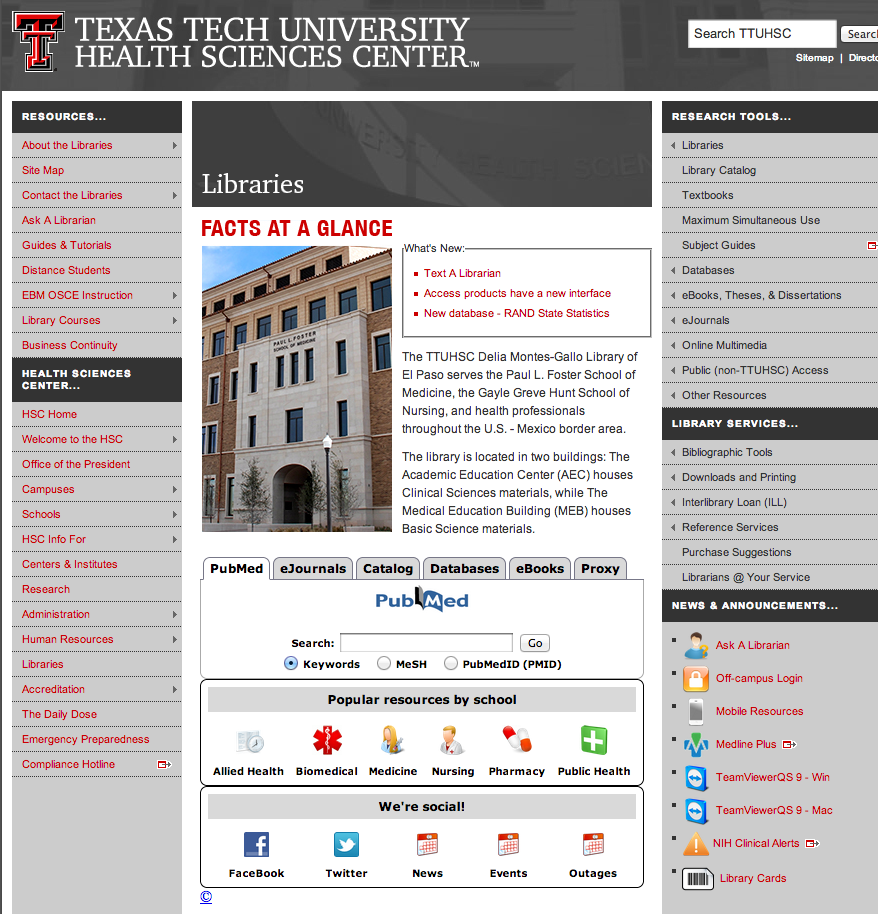 TEXAS TECH UNIVERSITY
HEALTH SCIENCES CENTER™
Search TTUHSC
Searc
Sitemap | Directo
RESOURCES...
About the Libraries
Site Map
Contact the Libraries
Ask A Librarian
Guides & Tutorials
Distance Students
EBM OSCE Instruction
Library Courses
Business Continuity
HEALTH SCIENCES
CENTER...
HSC Home
Welcome to the HSC
Office of the President
Campuses
Schools
HSC Info For
Centers & Institutes
Research
Administration
Human Resources
Libraries
Accreditation
The Daily Dose
Emergency Preparedness
Compliance Hotline
Libraries
FACTS AT A GLANCE
PAUL L. FOSTER
SCHOOL OF MEDICINE
What's New:
Text A Librarian
Access products have a new interface
New database - RAND State Statistics
The TTUHSC Delia Montes-Gallo Library of
El Paso serves the Paul L. Foster School of
Medicine, the Gayle Greve Hunt School of
Nursing, and health professionals
throughout the U.S. - Mexico border area.
The library is located in two buildings: The
Academic Education Center (AEC) houses
Clinical Sciences materials, while The
Medical Education Building (MEB) houses
Basic Science materials.
PubMed eJournals Catalog Databases eBooks Proxy
PubMed
Search: Go
Keywords MeSH PubMedID (PMID)
Popular resources by school
Allied Health Biomedical Medicine Nursing Pharmacy Public Health
We're social!
FaceBook Twitter News Events Outages
©
RESEARCH TOOLS...
Libraries
Library Catalog
Textbooks
Maximum Simultaneous Use
Subject Guides
Databases
eBooks, Theses, & Dissertations
eJournals
Online Multimedia
Public (non-TTUHSC) Access
Other Resources
LIBRARY SERVICES...
Bibliographic Tools
Downloads and Printing
Interlibrary Loan (ILL)
Reference Services
Purchase Suggestions
Librarians @ Your Service
NEWS & ANNOUNCEMENTS...
Ask A Librarian
Off-campus Login
Mobile Resources
Medline Plus
TeamViewerQS 9 - Win
TeamViewerQS 9 - Mac
NIH Clinical Alerts
Library Cards